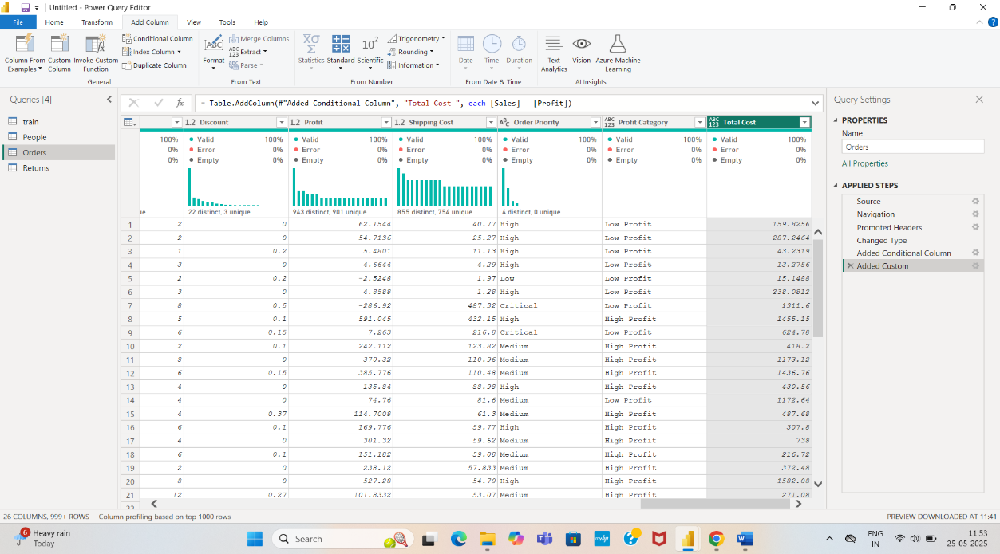 Untitled - Power Query Editor
File Home Transform Add Column View Tools Help
Column From Examples
Custom Column
Invoke Custom Function
Conditional Column
Index Column
Duplicate Column
General
Format
Merge Columns
Extract
Parse
From Text
Statistics
Standard
Scientific
Trigonometry
Rounding
Information
From Number
Date
Time
Duration
From Date & Time
Text Analytics
Vision
Azure Machine Learning
AI Insights
Queries [4]
train
People
Orders
Returns
= Table.AddColumn(#"Added Conditional Column", "Total Cost ", each [Sales] - [Profit])
1.2 Discount 1.2 Profit 1.2 Shipping Cost ABC Order Priority ABC 123 Profit Category ABC 123 Total Cost
100% Valid 100% Valid 100% Valid 100% Valid 100% Valid 100% Valid 100%
0% Error 0% Error 0% Error 0% Error 0% Error 0% Error 0%
0% Empty 0% Empty 0% Empty 0% Empty 0% Empty 0% Empty 0%
22 distinct, 3 unique 943 distinct, 901 unique 855 distinct, 754 unique 4 distinct, 0 unique
1 2 0 62.1544 40.77 High Low Profit 159.8256
2 2 0 54.7136 25.27 High Low Profit 287.2464
3 1 0.2 5.4801 11.13 High Low Profit 43.2319
4 3 0 4.6644 4.29 High Low Profit 13.2756
5 2 0.2 -2.5248 1.97 Low Low Profit 15.1488
6 3 0 4.8588 1.28 High Low Profit 238.0812
7 8 0.5 -286.92 487.32 Critical Low Profit 1311.6
8 5 0.1 591.045 432.15 High High Profit 1455.15
9 6 0.15 7.263 216.8 Critical Low Profit 624.78
10 2 0.1 242.112 123.82 Medium High Profit 418.2
11 8 0 370.32 110.96 Medium High Profit 1173.12
12 6 0.15 385.776 110.48 Medium High Profit 1436.76
13 4 0 135.84 88.98 High High Profit 430.56
14 4 0 74.76 81.6 Medium Low Profit 1172.64
15 4 0.37 114.7008 61.3 Medium High Profit 487.68
16 6 0.1 169.776 59.77 High High Profit 307.8
17 4 0 301.32 59.62 Medium High Profit 738
18 6 0.1 151.182 59.08 Medium High Profit 216.72
19 2 0 238.12 57.833 Medium High Profit 372.48
20 8 0 527.28 54.79 High High Profit 1582.08
21 12 0.27 101.8332 53.07 Medium High Profit 271.08
22
Query Settings
PROPERTIES
Name
Orders
All Properties
APPLIED STEPS
Source
Navigation
Promoted Headers
Changed Type
Added Conditional Column
Added Custom
26 COLUMNS, 999+ ROWS Column profiling based on top 1000 rows PREVIEW DOWNLOADED AT 11:41
6
Heavy rain
Today
Search
ENG
IN
11:53
25-05-2025